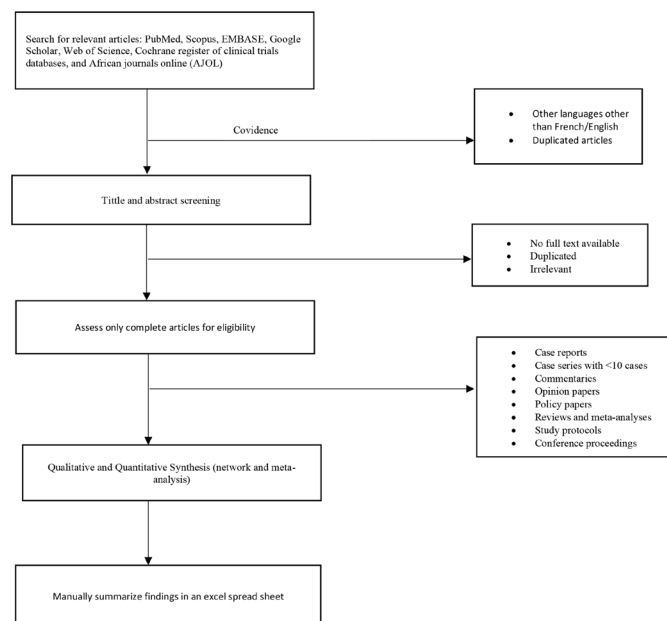 Search for relevant articles: PubMed, Scopus, EMBASE, Google
Scholar, Web of Science, Cochrane register of clinical trials
databases, and African journals online (AJOL)
Covidence
• Other languages other
than French/English
• Duplicated articles
Tittle and abstract screening
• No full text available
• Duplicated
• Irrelevant
Assess only complete articles for eligibility
• Case reports
• Case series with <10 cases
• Commentaries
• Opinion papers
• Policy papers
• Reviews and meta-analyses
• Study protocols
• Conference proceedings
Qualitative and Quantitative Synthesis (network and meta-
analysis)
Manually summarize findings in an excel spread sheet